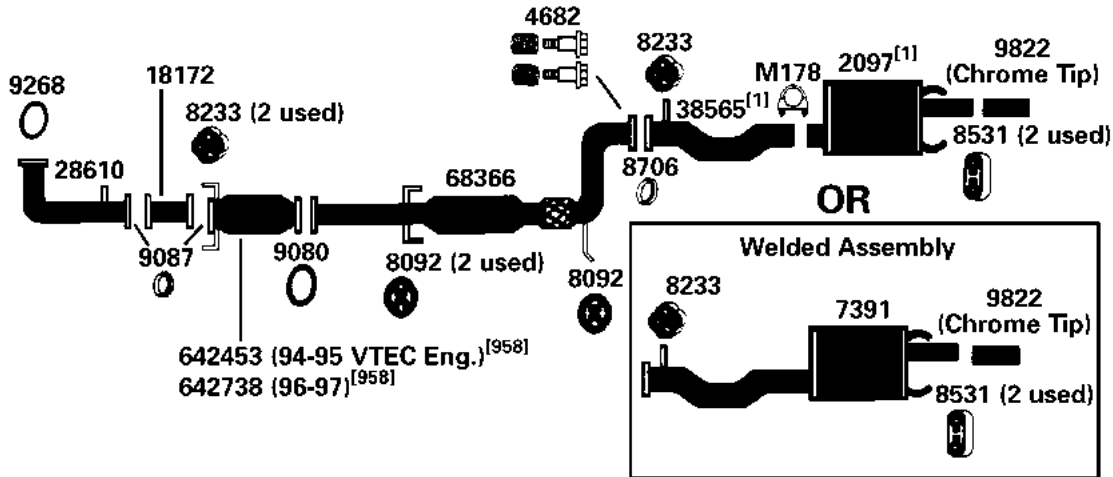 4682
8233
9822
(Chrome Tip)
2097[1]
M178
18172
9268
8233 (2 used)
38565[1]
8531 (2 used)
28610
68366
8706
OR
9087
9080
8092 (2 used)
8092
642453 (94-95 VTEC Eng.)[958]
642738 (96-97)[958]
Welded Assembly
8233
7391
9822
(Chrome Tip)
8531 (2 used)